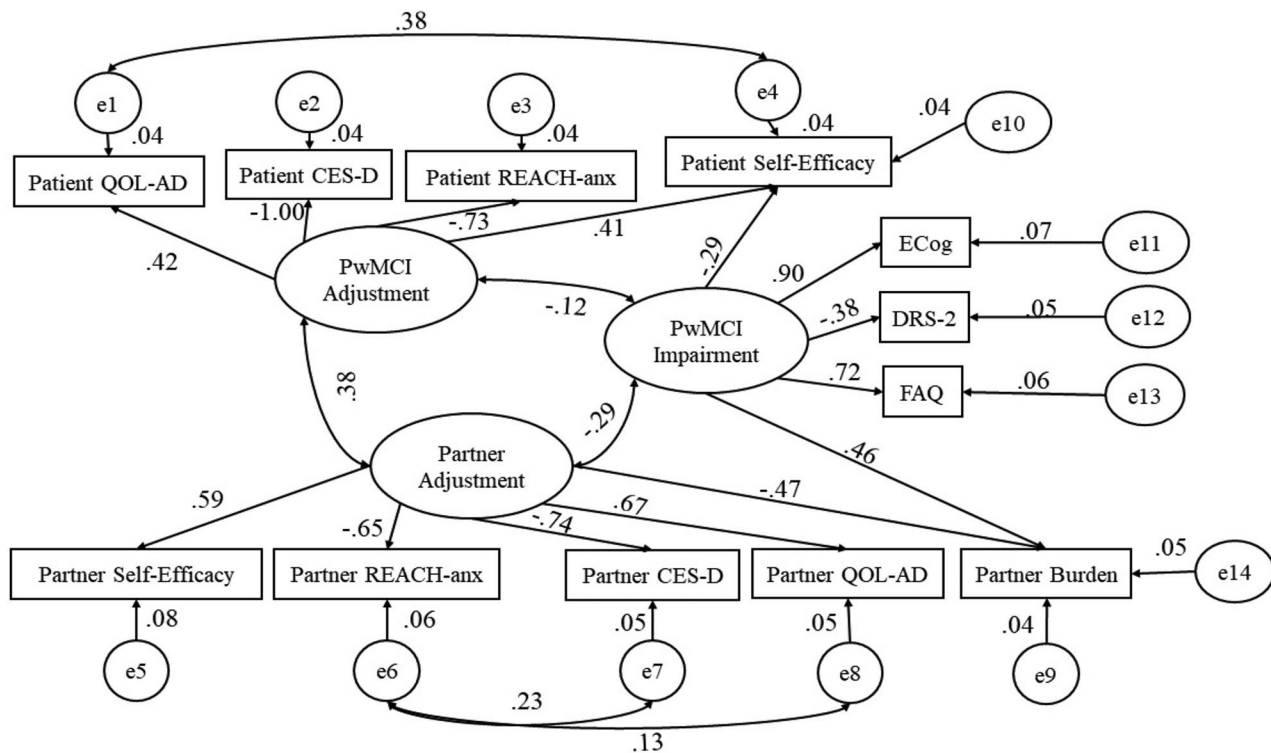 .38
e1
e2
e3
e4
e10
.04
.04
.04
.04
.04
Patient QOL-AD
Patient CES-D
Patient REACH-anx
Patient Self-Efficacy
-1.00
-.73
.41
.42
-.29
PwMCI
Adjustment
-.12
PwMCI
Impairment
.90
ECog
.07
e11
-.38
DRS-2
.05
e12
.72
FAQ
.06
e13
.38
-.29
.46
Partner
Adjustment
.59
-.65
-.74
.67
-.47
Partner Self-Efficacy
Partner REACH-anx
Partner CES-D
Partner QOL-AD
Partner Burden
.05
e14
.08
.06
.05
.05
.04
e5
e6
e7
e8
e9
.23
.13